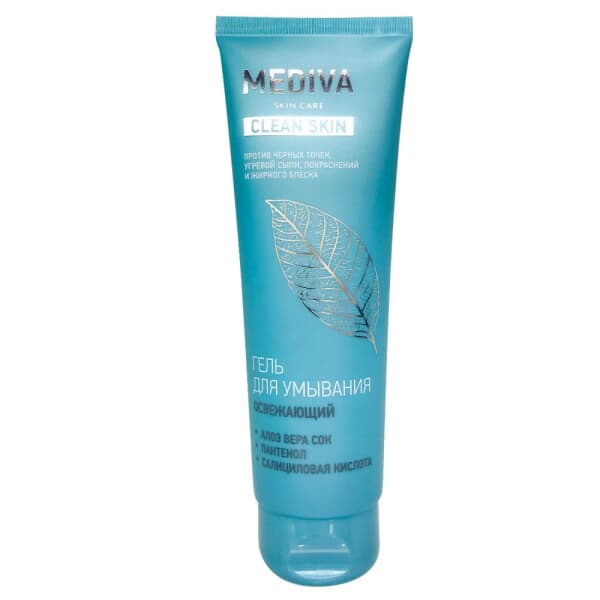 MEDIVA
SKIN CARE
CLEAN SKIN
ПРОТИВ ЧЕРНЫХ ТОЧЕК,
УГРЕВОЙ СЫПИ, ПОКРАСНЕНИЙ
И ЖИРНОГО БЛЕСКА
ГЕЛЬ
ДЛЯ УМЫВАНИЯ
ОСВЕЖАЮЩИЙ
• АЛОЭ ВЕРА СОК
• ПАНТЕНОЛ
• САЛИЦИЛОВАЯ КИСЛОТА